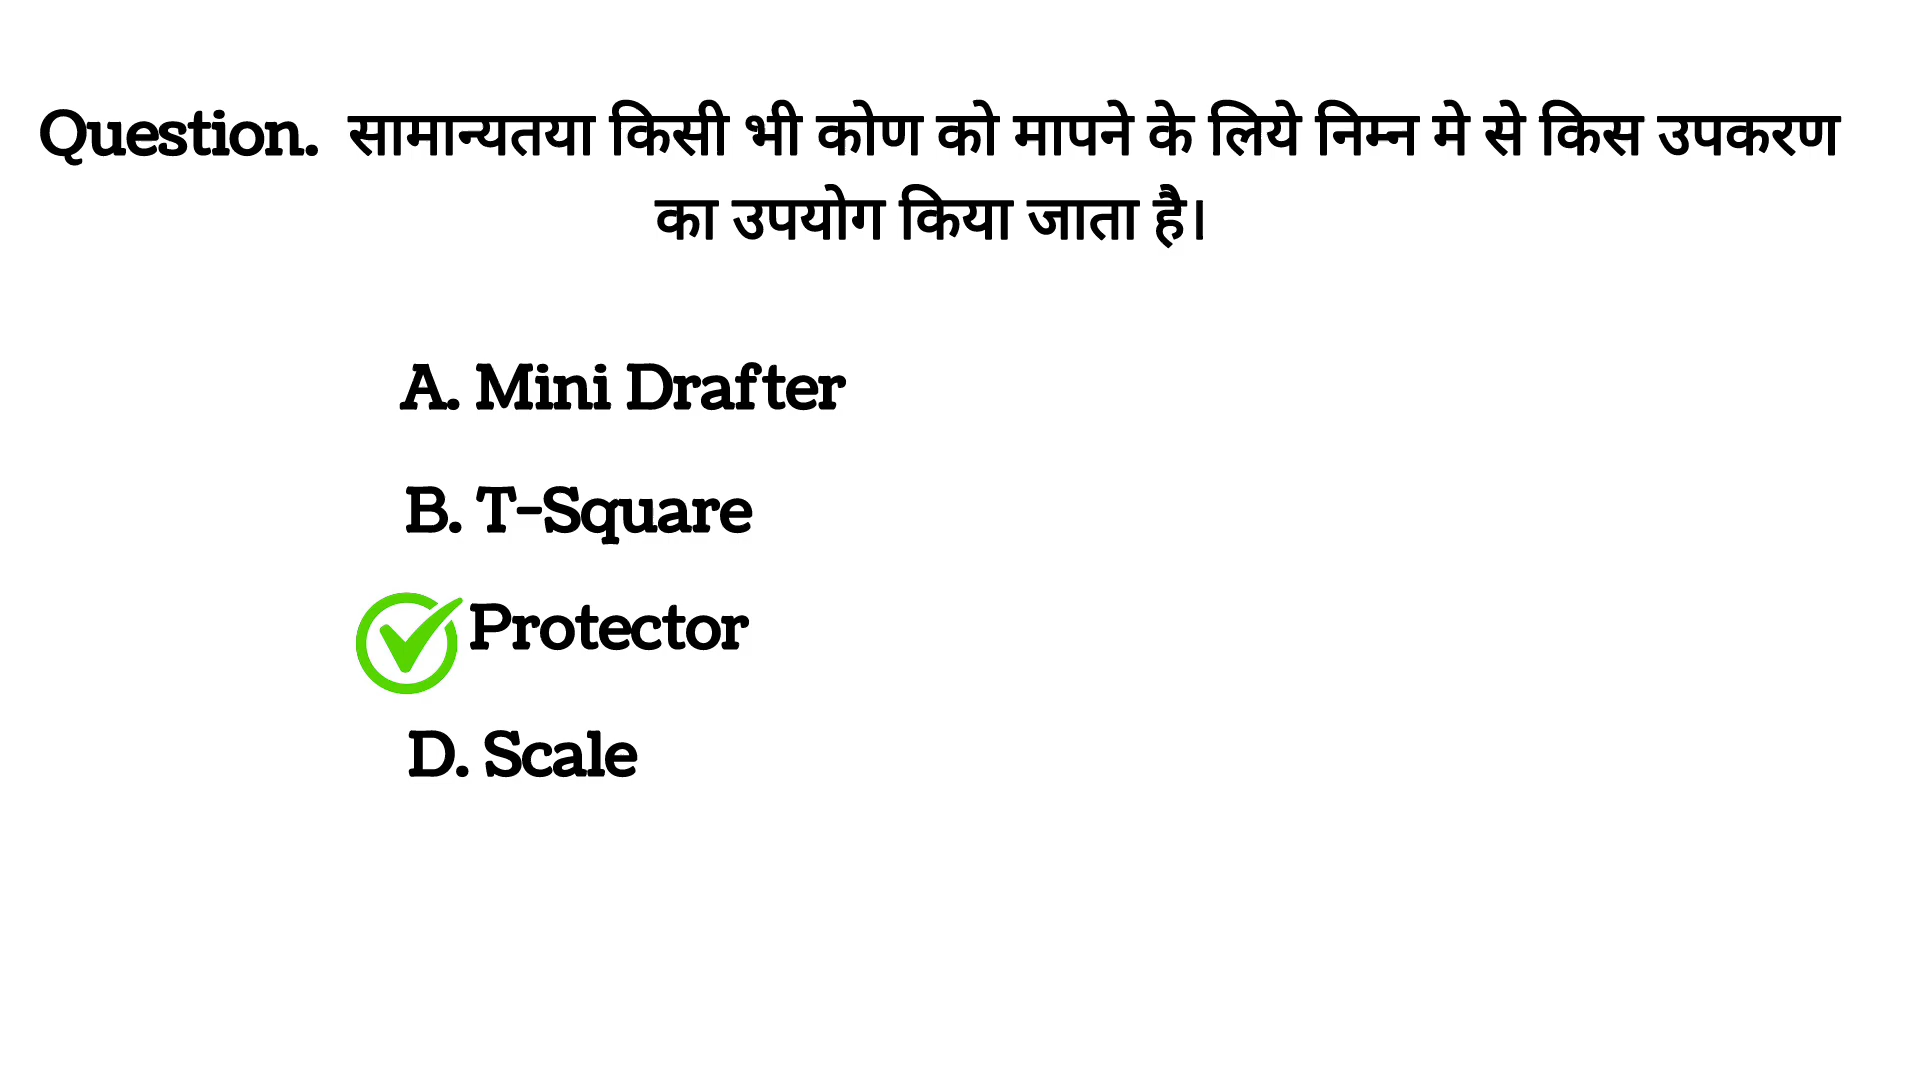 Question. सामान्यतया किसी भी कोण को मापने के लिये निम्न मे से किस उपकरण
का उपयोग किया जाता है।
A. Mini Drafter
B. T-Square
Protector
D. Scale